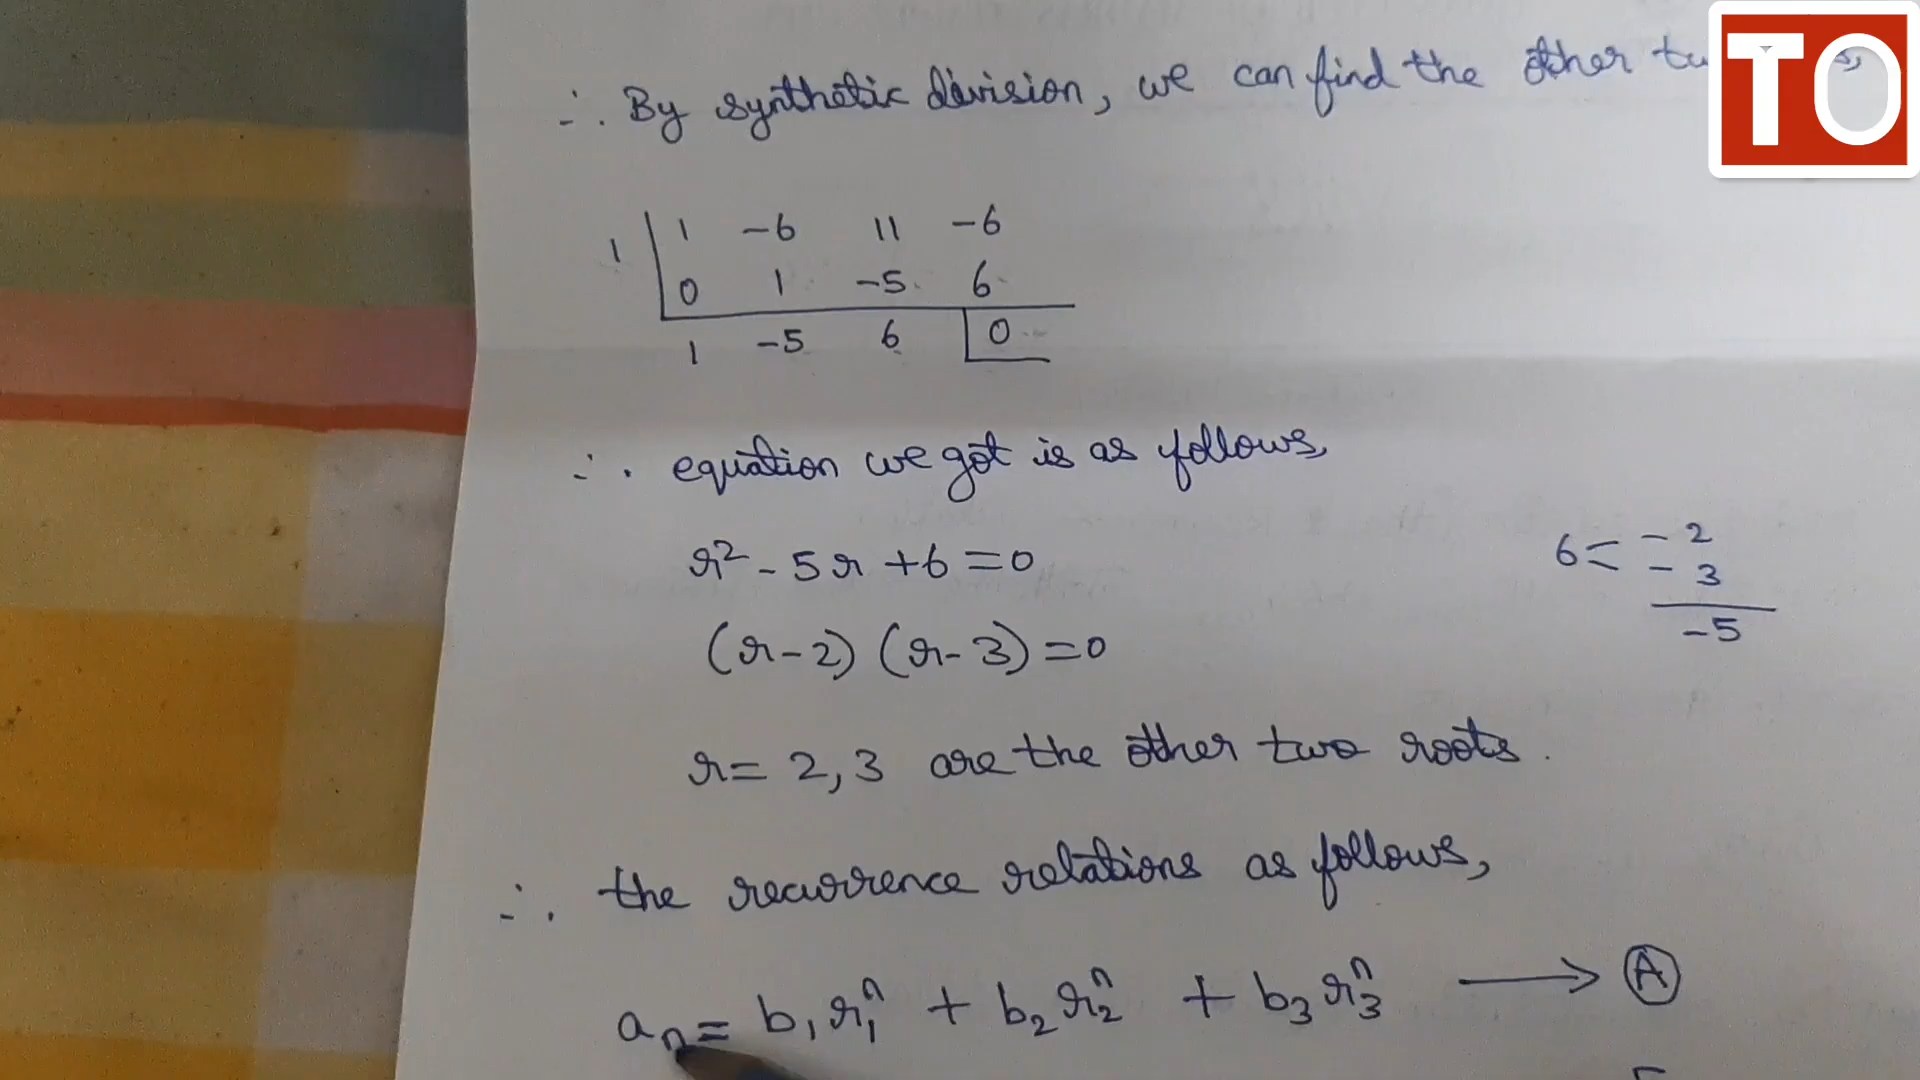 ∴ By synthetic division, we can find the other
TO
1 | 1 -6 11 -6
0 1 -5 6
1 -5 6 | 0
∴ equation we got is as follows,
r² - 5r + 6 = 0
6 < - 2
- 3
-5
(r-2) (r-3) = 0
r = 2, 3 are the other two roots.
∴ the recurrence relations as follows,
aₙ = b₁r₁ⁿ + b₂r₂ⁿ + b₃r₃ⁿ → Ⓐ